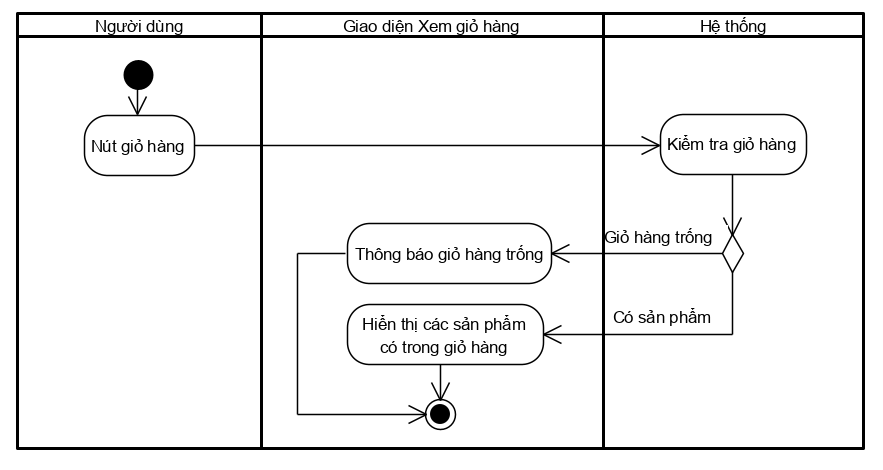 Người dùng
Giao diện Xem giỏ hàng
Hệ thống
Nút giỏ hàng
Kiểm tra giỏ hàng
Giỏ hàng trống
Thông báo giỏ hàng trống
Có sản phẩm
Hiển thị các sản phẩm
có trong giỏ hàng